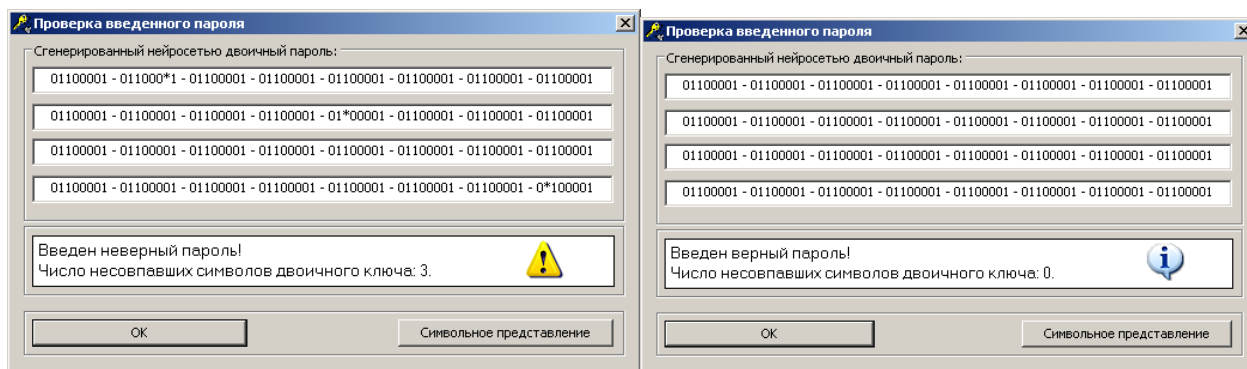 Проверка введенного пароля
Сгенерированный нейросетью двоичный пароль:
01100001 - 011000*1 - 01100001 - 01100001 - 01100001 - 01100001 - 01100001 - 01100001
01100001 - 01100001 - 01100001 - 01100001 - 01*00001 - 01100001 - 01100001 - 01100001
01100001 - 01100001 - 01100001 - 01100001 - 01100001 - 01100001 - 01100001 - 01100001
01100001 - 01100001 - 01100001 - 01100001 - 01100001 - 01100001 - 01100001 - 0*100001
Введен неверный пароль!
Число несовпавших символов двоичного ключа: 3.
OK
Символьное представление
Проверка введенного пароля
Сгенерированный нейросетью двоичный пароль:
01100001 - 01100001 - 01100001 - 01100001 - 01100001 - 01100001 - 01100001 - 01100001
01100001 - 01100001 - 01100001 - 01100001 - 01100001 - 01100001 - 01100001 - 01100001
01100001 - 01100001 - 01100001 - 01100001 - 01100001 - 01100001 - 01100001 - 01100001
01100001 - 01100001 - 01100001 - 01100001 - 01100001 - 01100001 - 01100001 - 01100001
Введен верный пароль!
Число несовпавших символов двоичного ключа: 0.
OK
Символьное представление